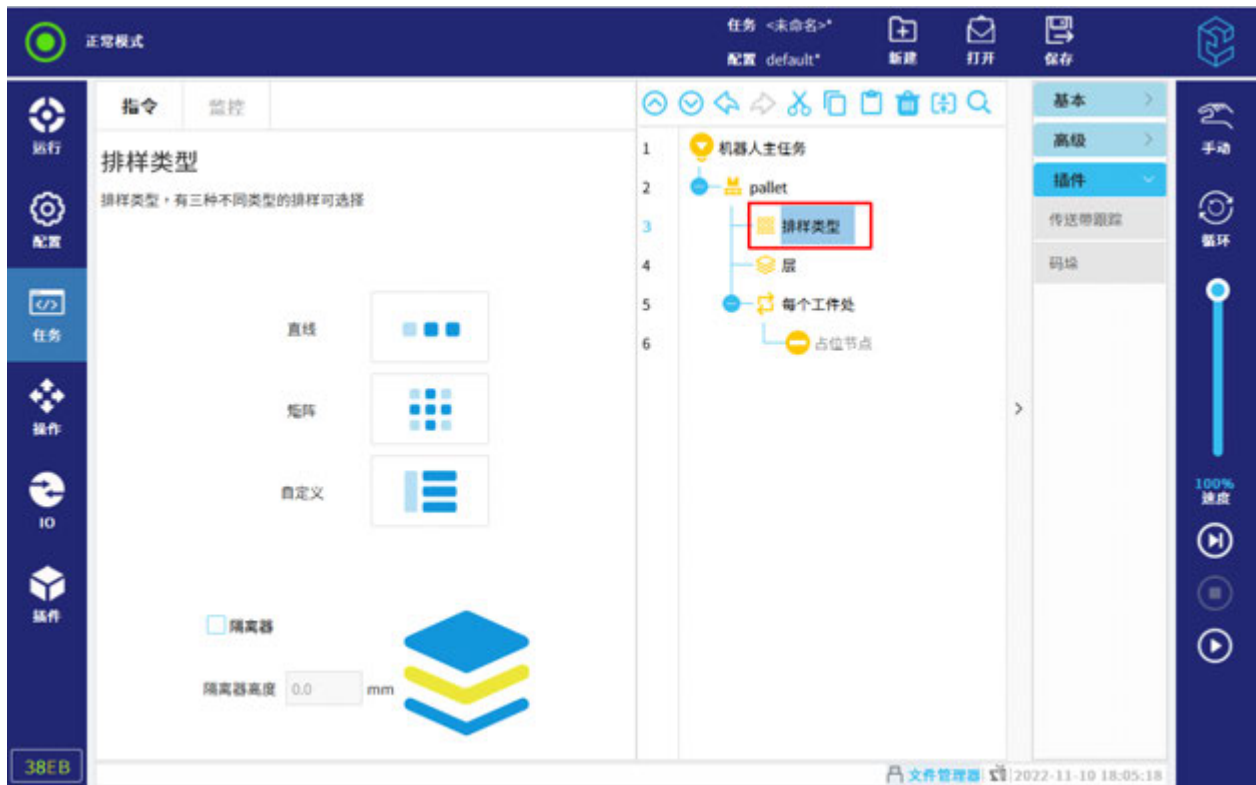 正常模式
任务 <未命名>*
配置 default*
新建
打开
保存
运行
配置
任务
操作
IO
插件
38EB
指令 监控
排样类型
排样类型，有三种不同类型的排样可选择
直线
矩阵
自定义
隔离器
隔离器高度 0.0 mm
1 机器人主任务
2 pallet
3 排样类型
4 层
5 每个工件处
6 占位节点
基本
高级
插件
传送带跟踪
码垛
手动
循环
100%
速度
文件管理器 2022-11-10 18:05:18